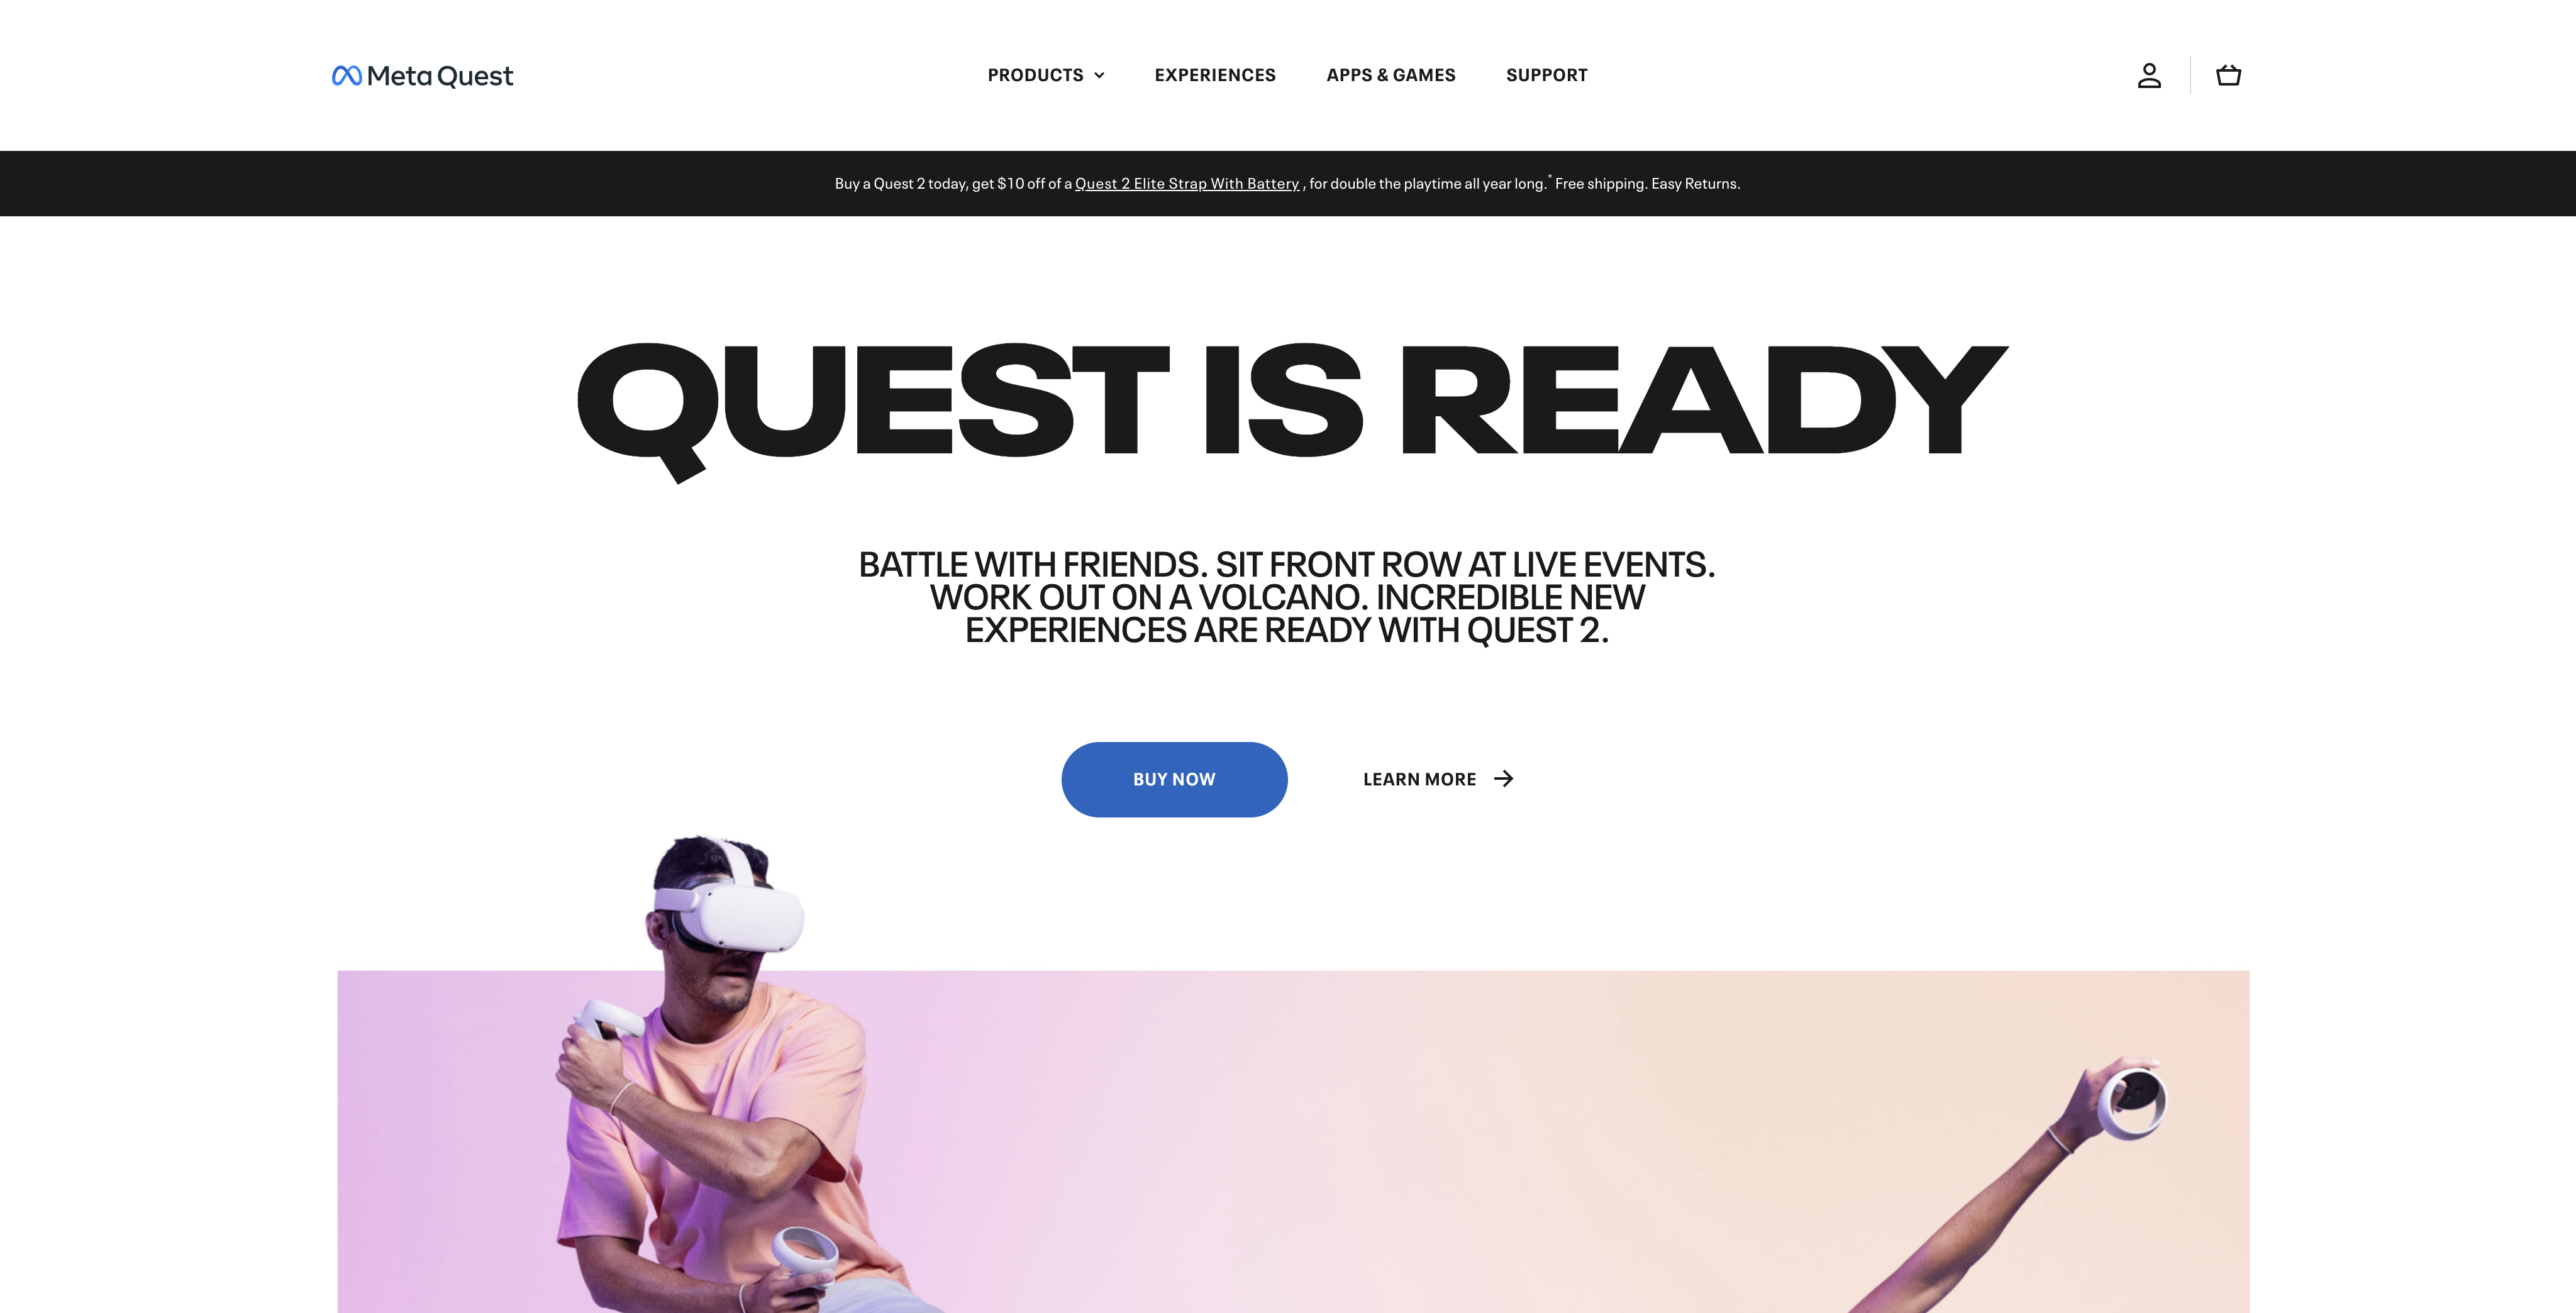 Meta Quest
PRODUCTS
EXPERIENCES
APPS & GAMES
SUPPORT
Buy a Quest 2 today, get $10 off of a Quest 2 Elite Strap With Battery , for double the playtime all year long.* Free shipping. Easy Returns.
QUEST IS READY
BATTLE WITH FRIENDS. SIT FRONT ROW AT LIVE EVENTS.
WORK OUT ON A VOLCANO. INCREDIBLE NEW
EXPERIENCES ARE READY WITH QUEST 2.
BUY NOW
LEARN MORE